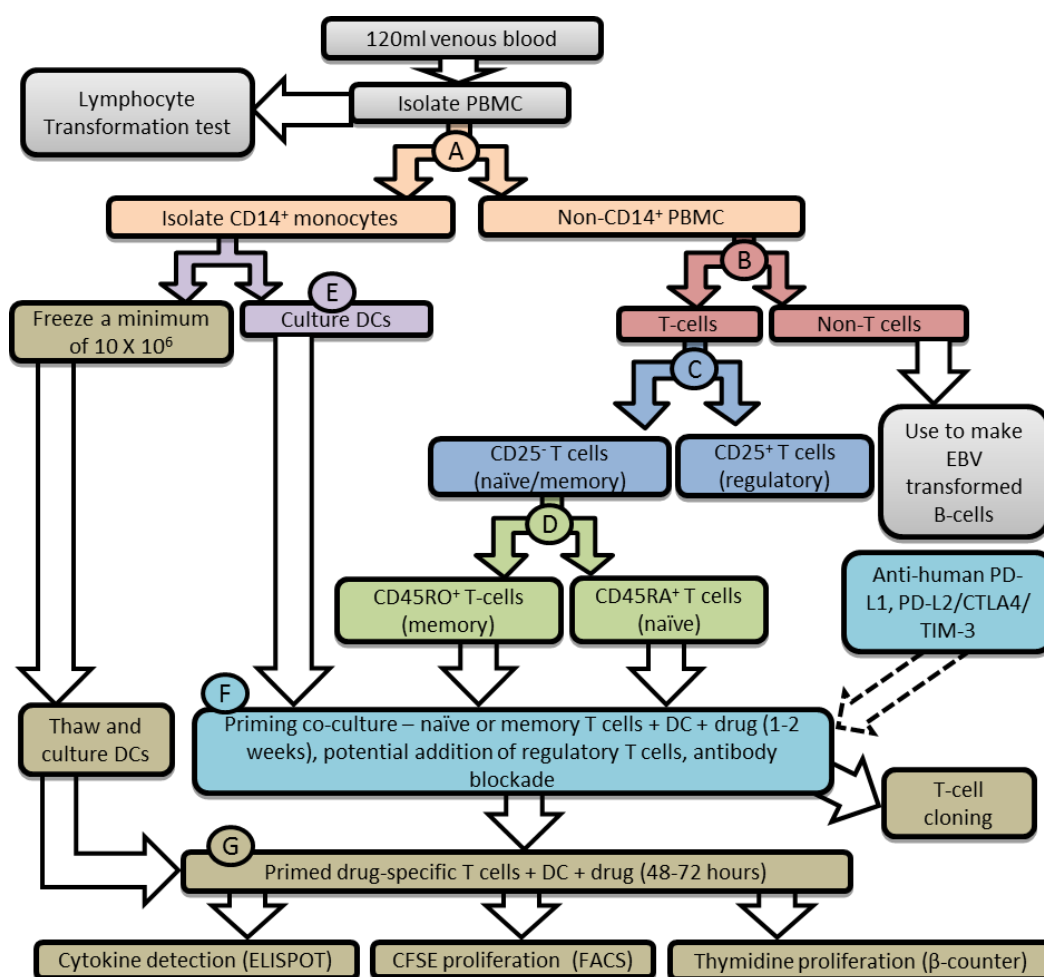 120ml venous blood
Lymphocyte
Transformation test
Isolate PBMC
A
Isolate CD14⁺ monocytes
Non-CD14⁺ PBMC
B
E
Freeze a minimum
of 10 X 10⁶
Culture DCs
T-cells
Non-T cells
C
CD25⁻ T cells
(naïve/memory)
CD25⁺ T cells
(regulatory)
Use to make
EBV
transformed
B-cells
D
CD45RO⁺ T-cells
(memory)
CD45RA⁺ T cells
(naïve)
Anti-human PD-
L1, PD-L2/CTLA4/
TIM-3
F
Thaw and
culture DCs
Priming co-culture – naïve or memory T cells + DC + drug (1-2
weeks), potential addition of regulatory T cells, antibody
blockade
T-cell
cloning
G
Primed drug-specific T cells + DC + drug (48-72 hours)
Cytokine detection (ELISPOT)
CFSE proliferation (FACS)
Thymidine proliferation (β-counter)